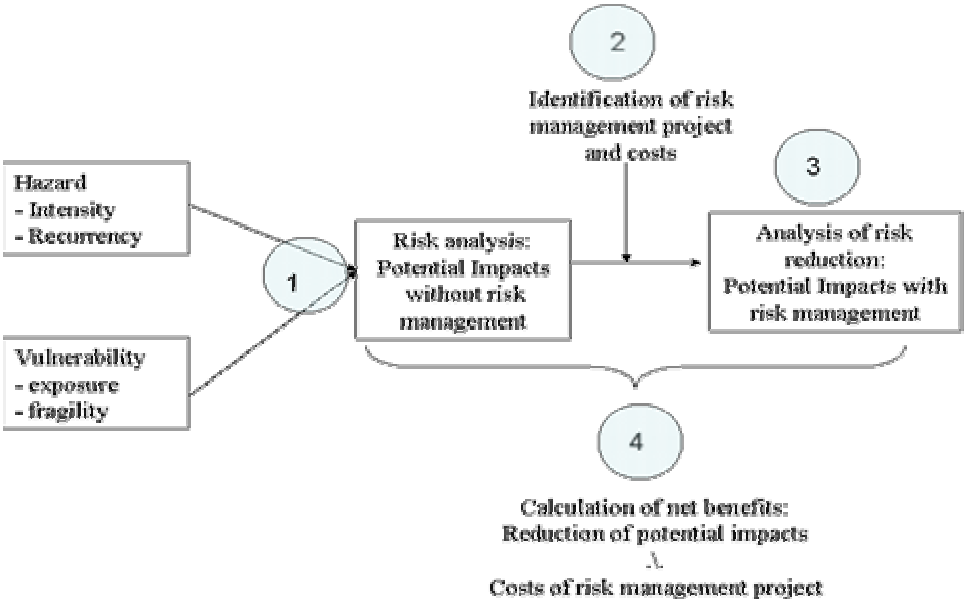 2
Identification of risk
management project
and costs
3
Hazard
- Intensity
- Recurrency
1
Risk analysis:
Potential Impacts
without risk
management
Analysis of risk
reduction:
Potential Impacts with
risk management
Vulnerability
- exposure
- fragility
4
Calculation of net benefits:
Reduction of potential impacts
.\.
Costs of risk management project